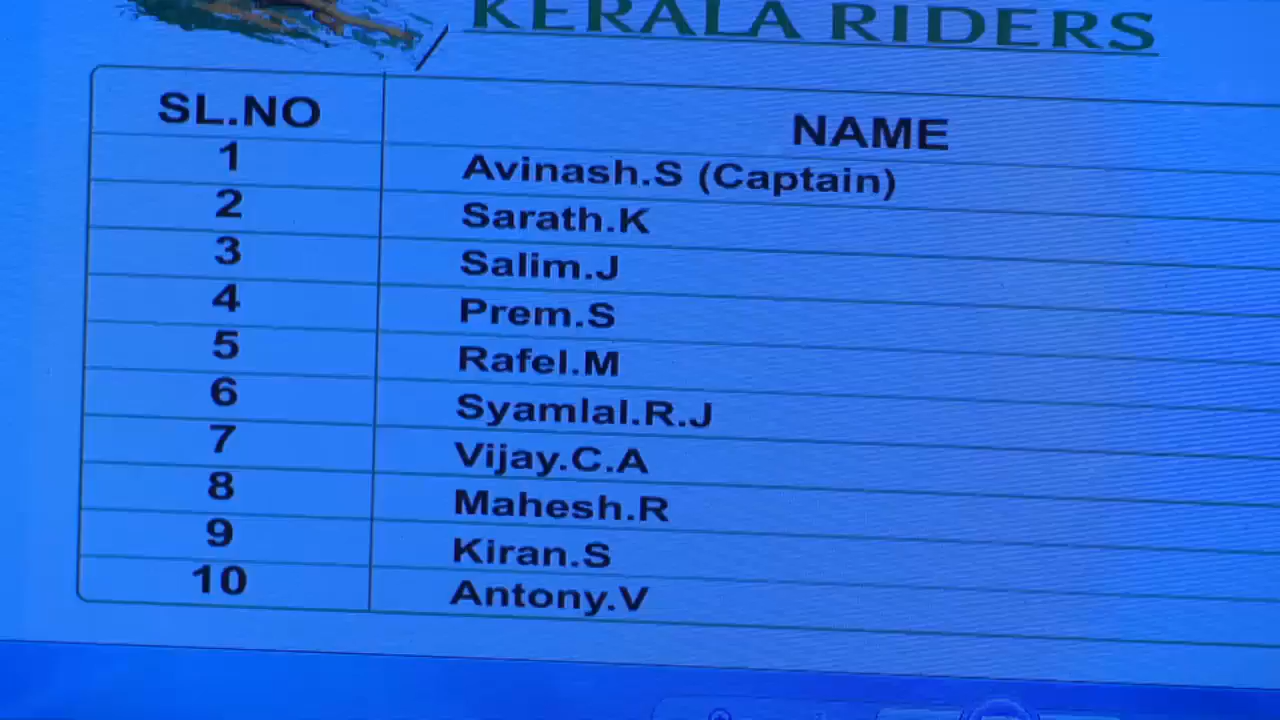 KERALA RIDERS
SL.NO NAME
1 Avinash.S (Captain)
2 Sarath.K
3 Salim.J
4 Prem.S
5 Rafel.M
6 Syamlal.R.J
7 Vijay.C.A
8 Mahesh.R
9 Kiran.S
10 Antony.V